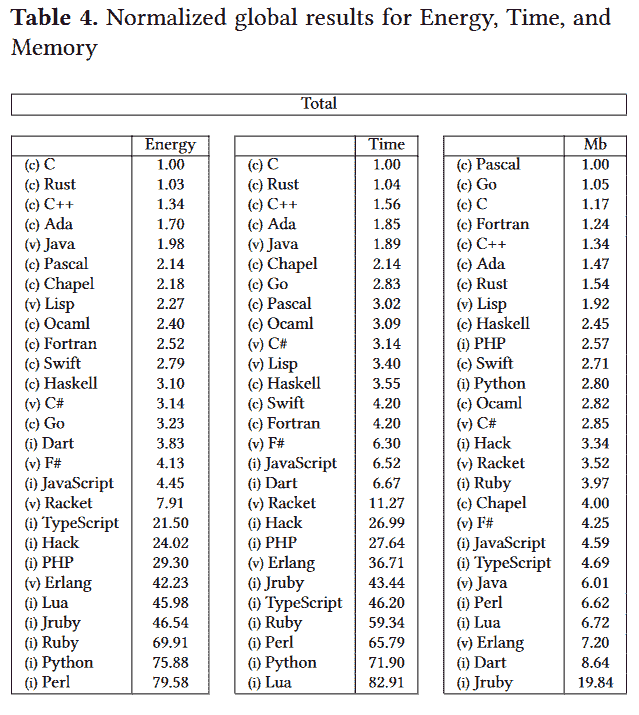 Table 4. Normalized global results for Energy, Time, and
Memory
Total
Energy
(c) C 1.00
(c) Rust 1.03
(c) C++ 1.34
(c) Ada 1.70
(v) Java 1.98
(c) Pascal 2.14
(c) Chapel 2.18
(v) Lisp 2.27
(c) Ocaml 2.40
(c) Fortran 2.52
(c) Swift 2.79
(c) Haskell 3.10
(v) C# 3.14
(c) Go 3.23
(i) Dart 3.83
(v) F# 4.13
(i) JavaScript 4.45
(v) Racket 7.91
(i) TypeScript 21.50
(i) Hack 24.02
(i) PHP 29.30
(v) Erlang 42.23
(i) Lua 45.98
(i) Jruby 46.54
(i) Ruby 69.91
(i) Python 75.88
(i) Perl 79.58
Time
(c) C 1.00
(c) Rust 1.04
(c) C++ 1.56
(c) Ada 1.85
(v) Java 1.89
(c) Chapel 2.14
(c) Go 2.83
(c) Pascal 3.02
(c) Ocaml 3.09
(v) C# 3.14
(v) Lisp 3.40
(c) Haskell 3.55
(c) Swift 4.20
(c) Fortran 4.20
(v) F# 6.30
(i) JavaScript 6.52
(i) Dart 6.67
(v) Racket 11.27
(i) Hack 26.99
(i) PHP 27.64
(v) Erlang 36.71
(i) Jruby 43.44
(i) TypeScript 46.20
(i) Ruby 59.34
(i) Perl 65.79
(i) Python 71.90
(i) Lua 82.91
Mb
(c) Pascal 1.00
(c) Go 1.05
(c) C 1.17
(c) Fortran 1.24
(c) C++ 1.34
(c) Ada 1.47
(c) Rust 1.54
(v) Lisp 1.92
(c) Haskell 2.45
(i) PHP 2.57
(c) Swift 2.71
(i) Python 2.80
(c) Ocaml 2.82
(v) C# 2.85
(i) Hack 3.34
(v) Racket 3.52
(i) Ruby 3.97
(c) Chapel 4.00
(v) F# 4.25
(i) JavaScript 4.59
(i) TypeScript 4.69
(v) Java 6.01
(i) Perl 6.62
(i) Lua 6.72
(v) Erlang 7.20
(i) Dart 8.64
(i) Jruby 19.84